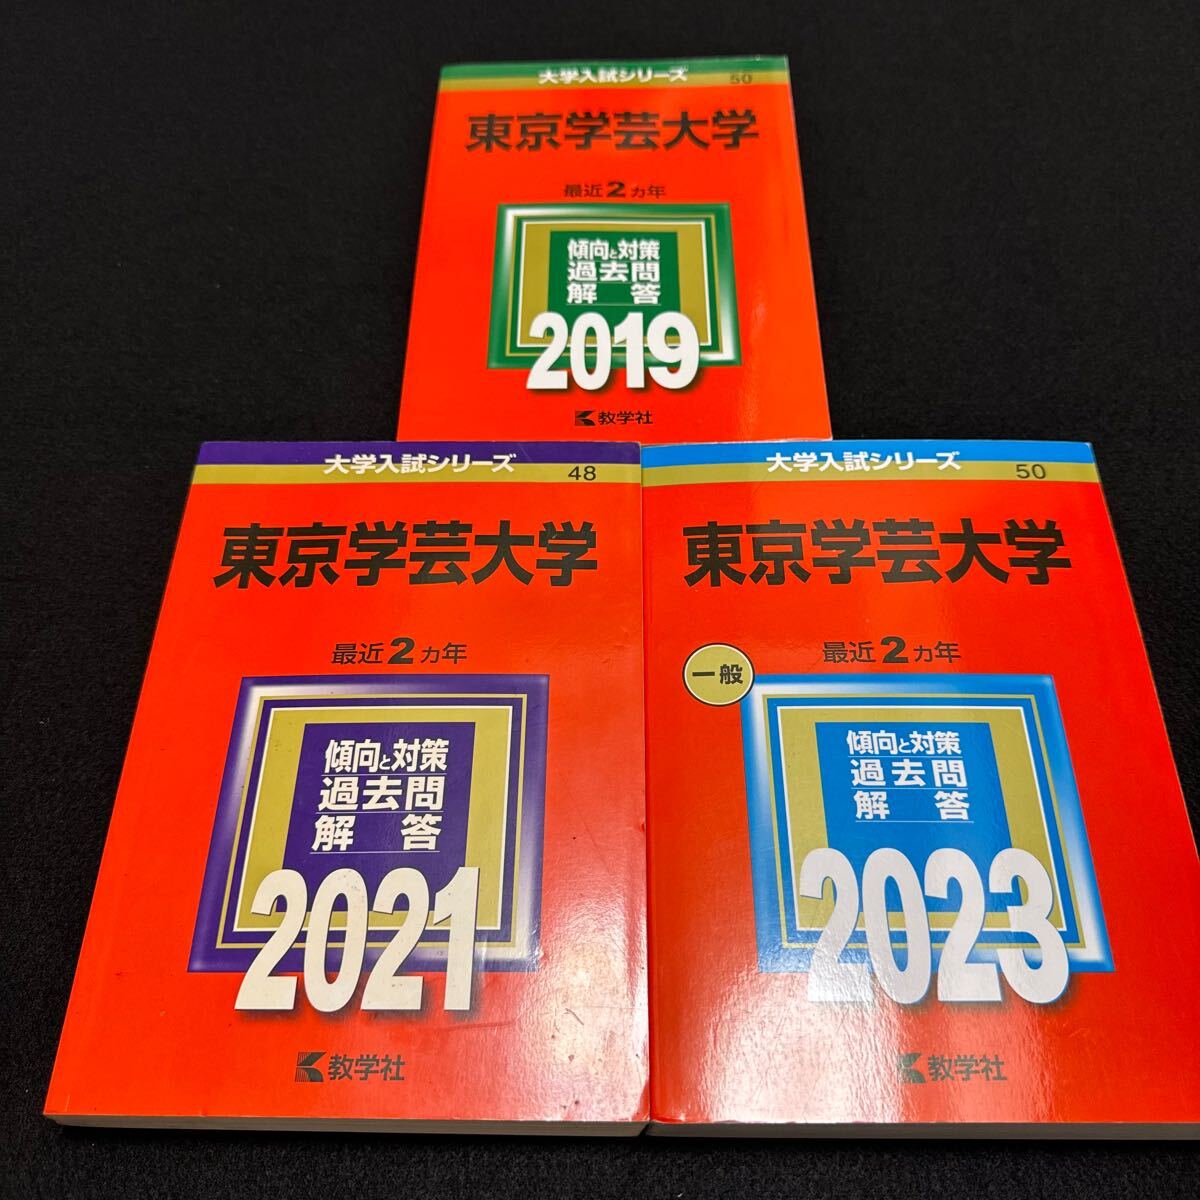 大学入試シリーズ
50
東京学芸大学
最近2カ年
傾向と対策
過去問
解答
2019
教学社
大学入試シリーズ
48
東京学芸大学
最近2カ年
傾向と対策
過去問
解答
2021
教学社
大学入試シリーズ
50
東京学芸大学
最近2カ年
一般
傾向と対策
過去問
解答
2023
教学社